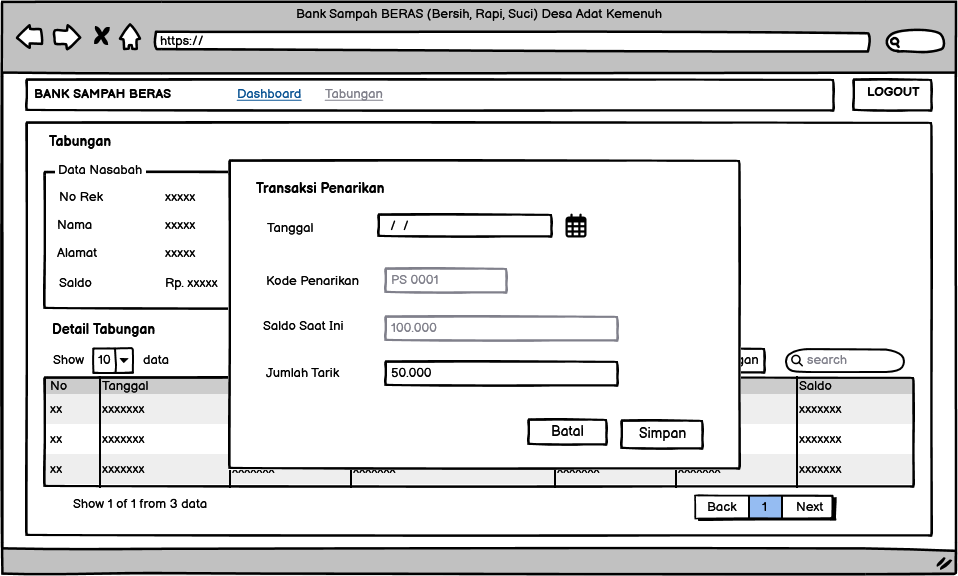 Bank Sampah BERAS (Bersih, Rapi, Suci) Desa Adat Kemenuh
https://
BANK SAMPAH BERAS Dashboard Tabungan LOGOUT
Tabungan
Data Nasabah
No Rek xxxxx
Nama xxxxx
Alamat xxxxx
Saldo Rp. xxxxx
Transaksi Penarikan
Tanggal / /
Kode Penarikan PS 0001
Saldo Saat Ini 100.000
Jumlah Tarik 50.000
Batal Simpan
Detail Tabungan
Show 10 data search
No Tanggal Saldo
xx xxxxxxx xxxxxxx
xx xxxxxxx xxxxxxx
xx xxxxxxx xxxxxxx xxxxxxx xxxxxxx xxxxxxx xxxxxxx
Show 1 of 1 from 3 data
Back 1 Next